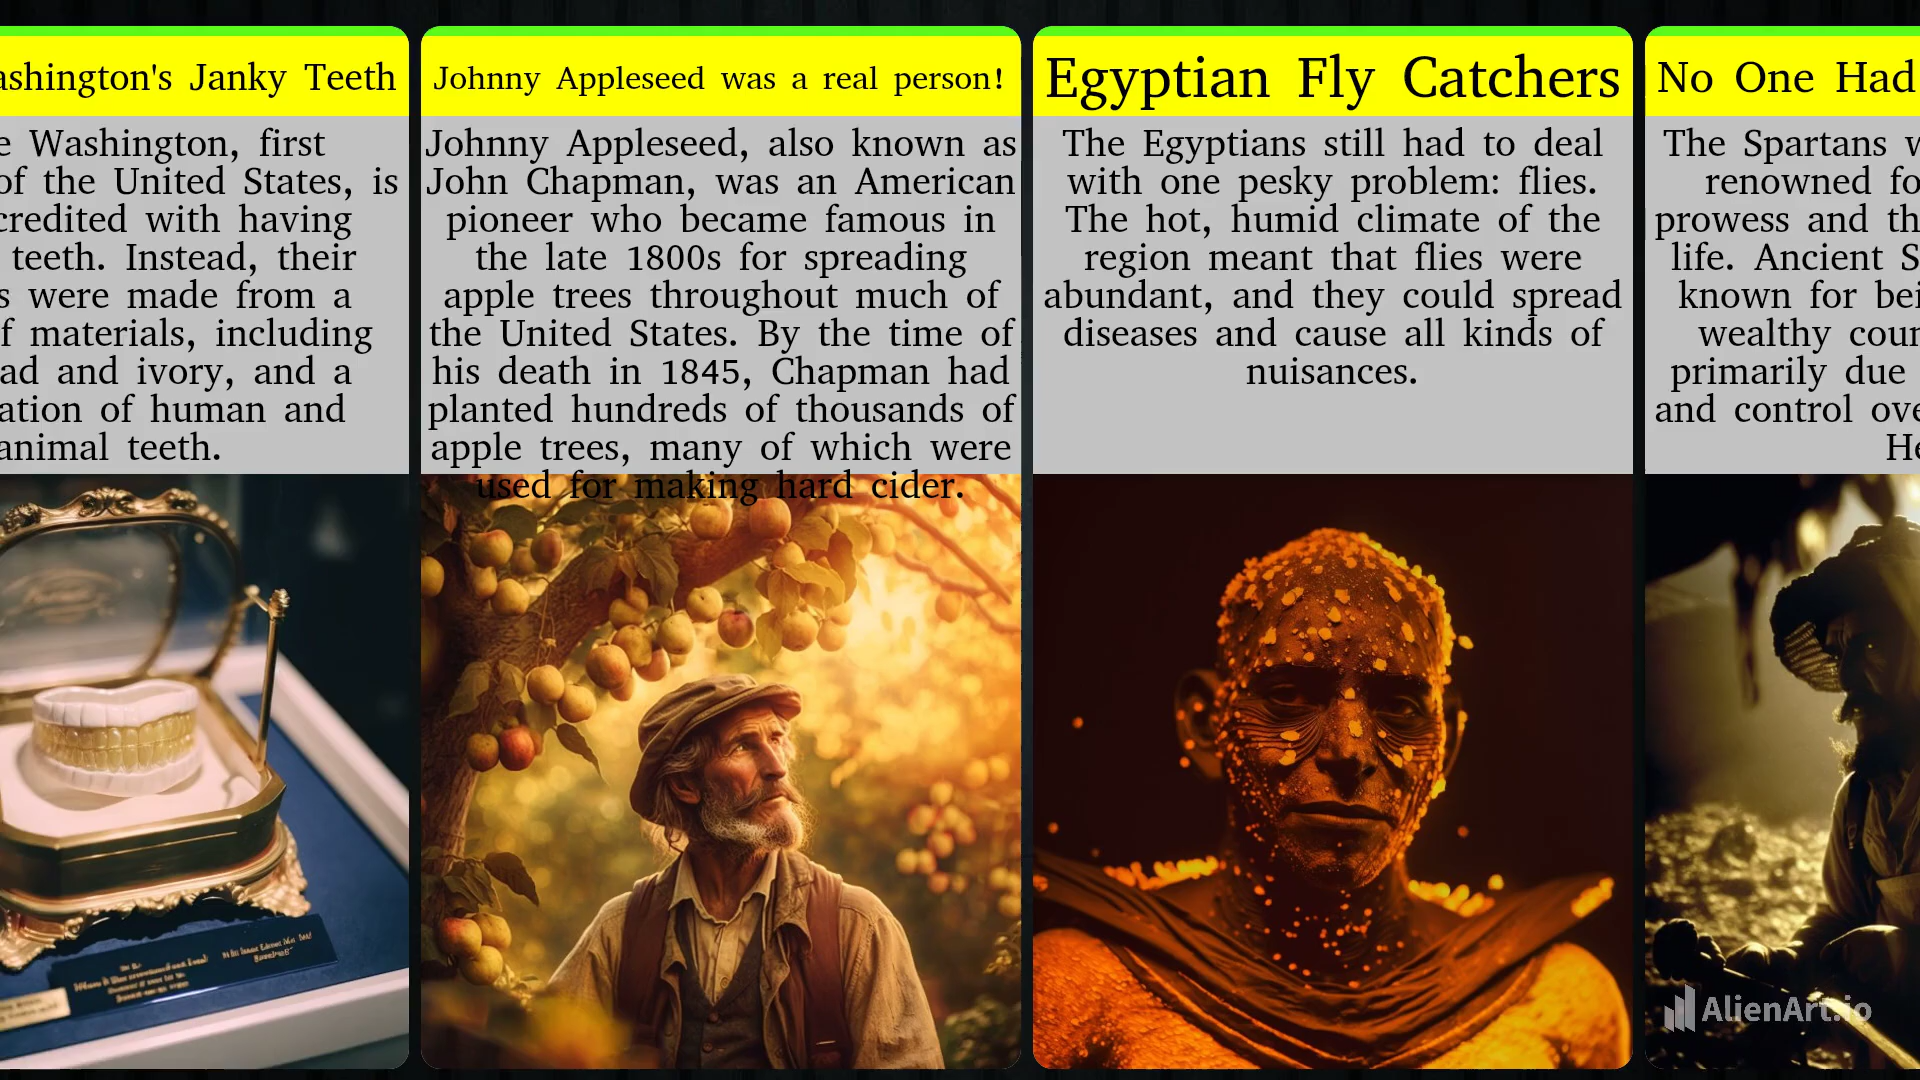 ashington's Janky Teeth
e Washington, first
of the United States, is
credited with having
teeth. Instead, their
s were made from a
f materials, including
ad and ivory, and a
ation of human and
animal teeth.
Johnny Appleseed was a real person!
Johnny Appleseed, also known as
John Chapman, was an American
pioneer who became famous in
the late 1800s for spreading
apple trees throughout much of
the United States. By the time of
his death in 1845, Chapman had
planted hundreds of thousands of
apple trees, many of which were
used for making hard cider.
Egyptian Fly Catchers
The Egyptians still had to deal
with one pesky problem: flies.
The hot, humid climate of the
region meant that flies were
abundant, and they could spread
diseases and cause all kinds of
nuisances.
No One Had
The Spartans w
renowned fo
prowess and th
life. Ancient S
known for bei
wealthy coun
primarily due
and control ove
He
AlienArt.io